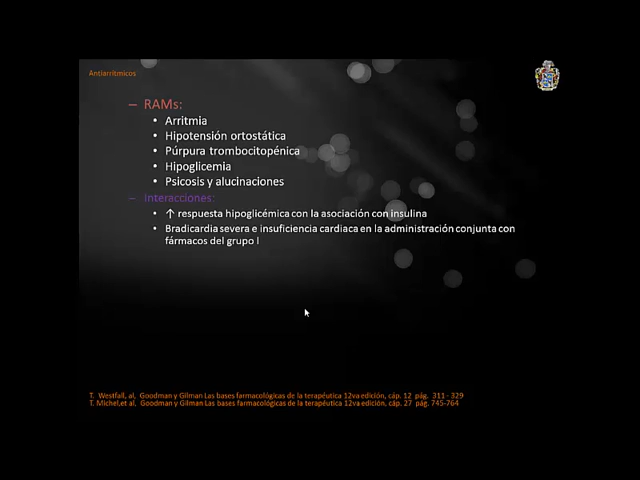 Antiarritmicos
– RAMs:
• Arritmia
• Hipotensión ortostática
• Púrpura trombocitopénica
• Hipoglicemia
• Psicosis y alucinaciones
– Interacciones:
• ↑ respuesta hipoglicémica con la asociación con insulina
• Bradicardia severa e insuficiencia cardiaca en la administración conjunta con
fármacos del grupo I
T. Westfall, al, Goodman y Gilman Las bases farmacológicas de la terapéutica 12va edición, cáp. 12 pág. 311 - 329
T. Michel,et al, Goodman y Gilman Las bases farmacológicas de la terapéutica 12va edición, cáp. 27 pág. 745-764